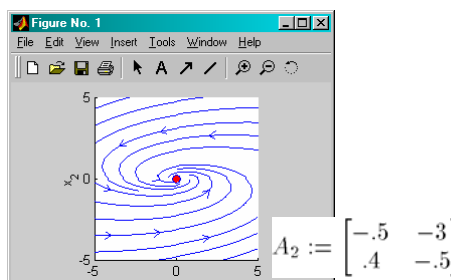 Figure No. 1
File Edit View Insert Tools Window Help
A
5
x₂
0
-5
-5 0 5
A₂ := [-.5 -3
.4 -.5]